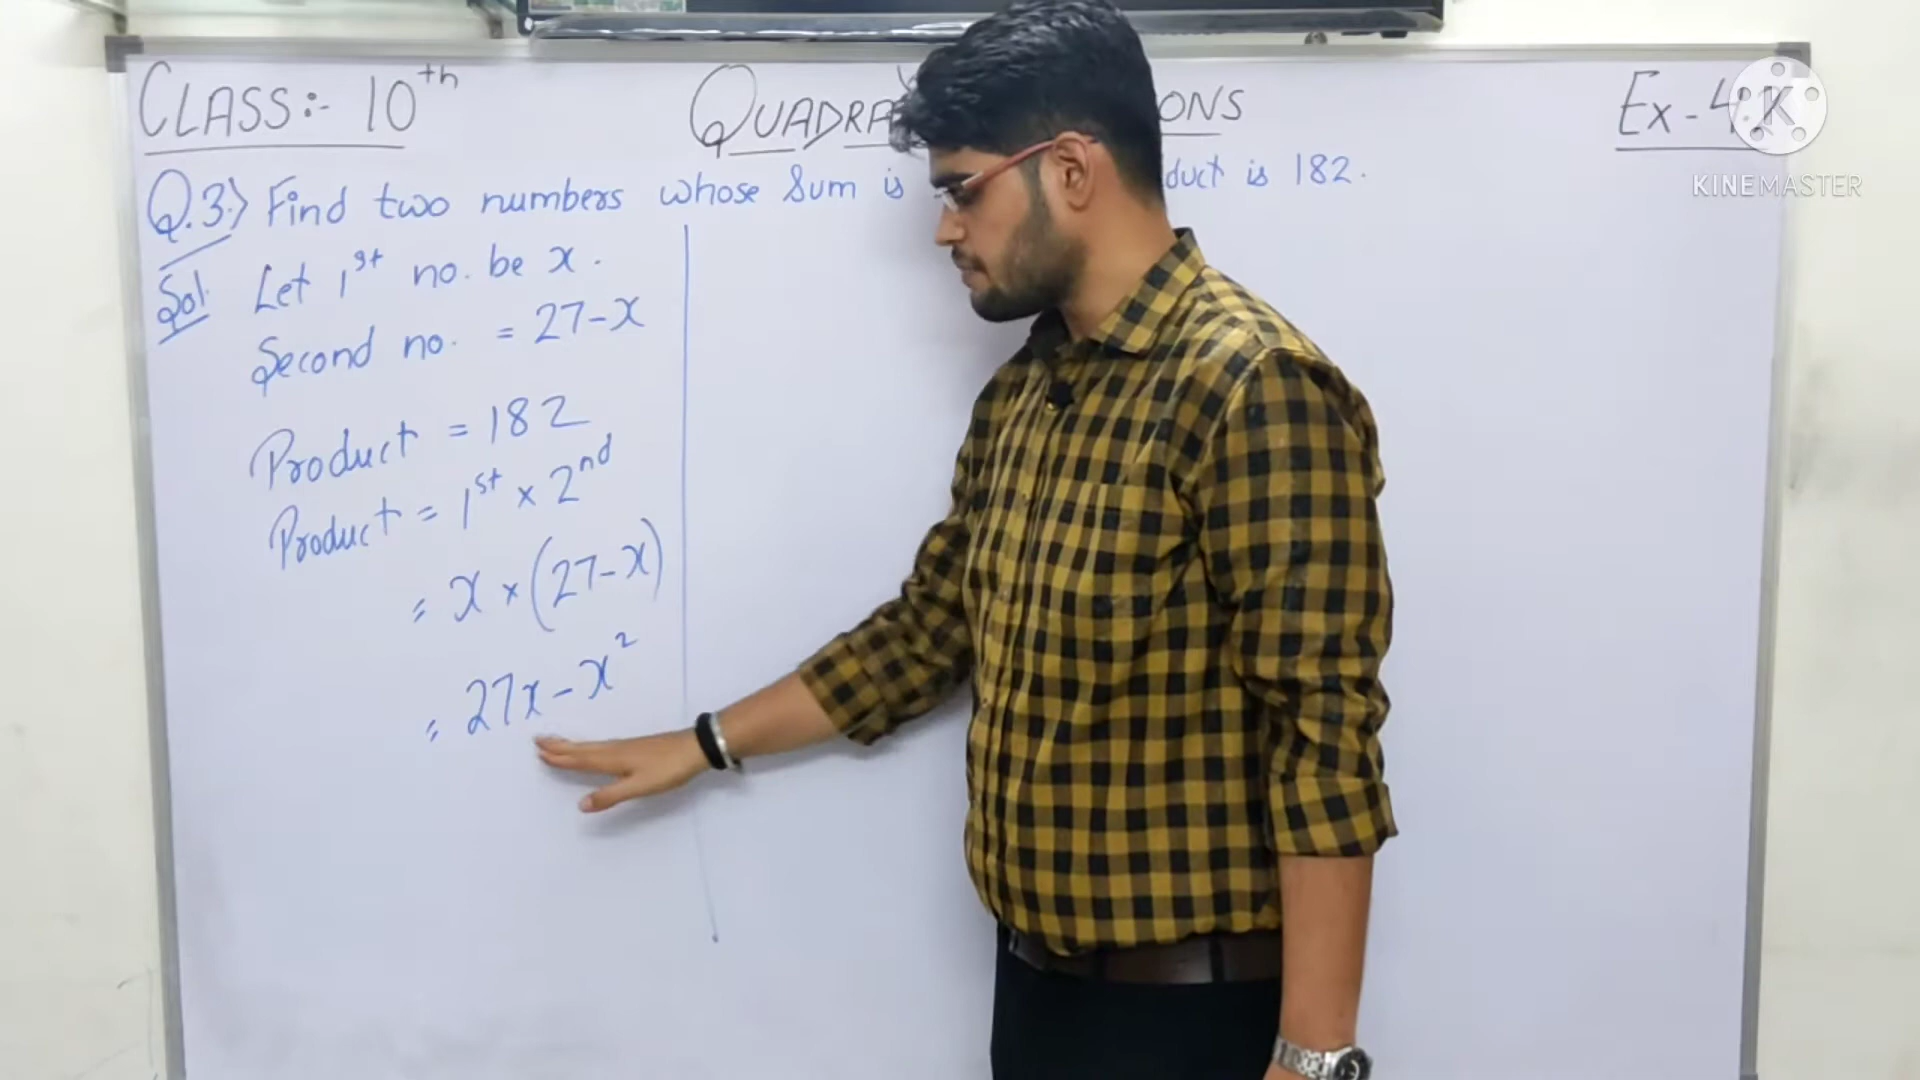 CLASS:- 10th QUADRA ONS Ex-4.
K
KINEMASTER
Q.3.) Find two numbers whose sum is duct is 182.
Sol. Let 1st no. be x.
Second no. = 27-x
Product = 182
Product = 1st × 2nd
= x × (27-x)
= 27x - x²